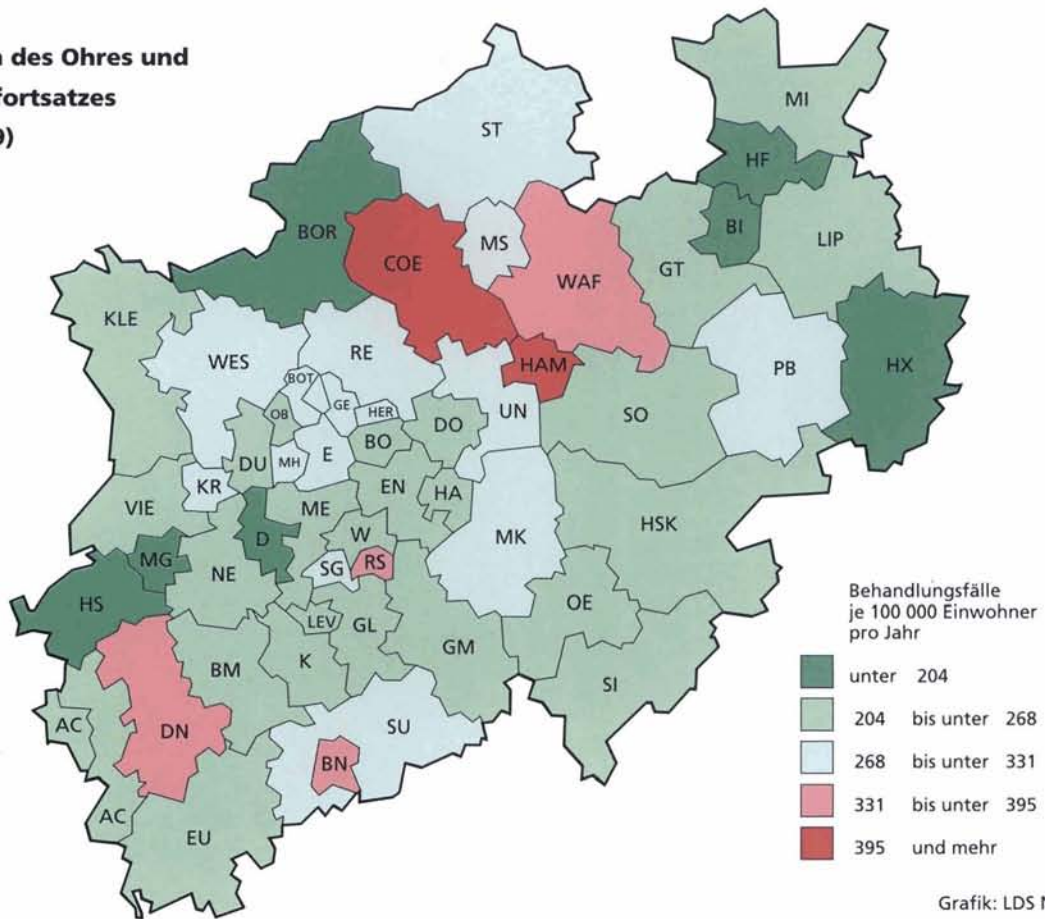 n des Ohres und
fortsatzes
9)
MI
ST
HF
BI
LIP
BOR
MS
COE
WAF
GT
KLE
RE
WES
HAM
PB
HX
BOT
GE
OB
HER
UN
SO
DO
BO
E
DU
MH
KR
EN
HA
VIE
ME
HSK
W
MK
D
MG
RS
SG
NE
HS
OE
LEV
GL
GM
K
BM
SI
AC
DN
SU
BN
AC
EU
Behandlungsfälle
je 100 000 Einwohner
pro Jahr
unter 204
204 bis unter 268
268 bis unter 331
331 bis unter 395
395 und mehr
Grafik: LDS N